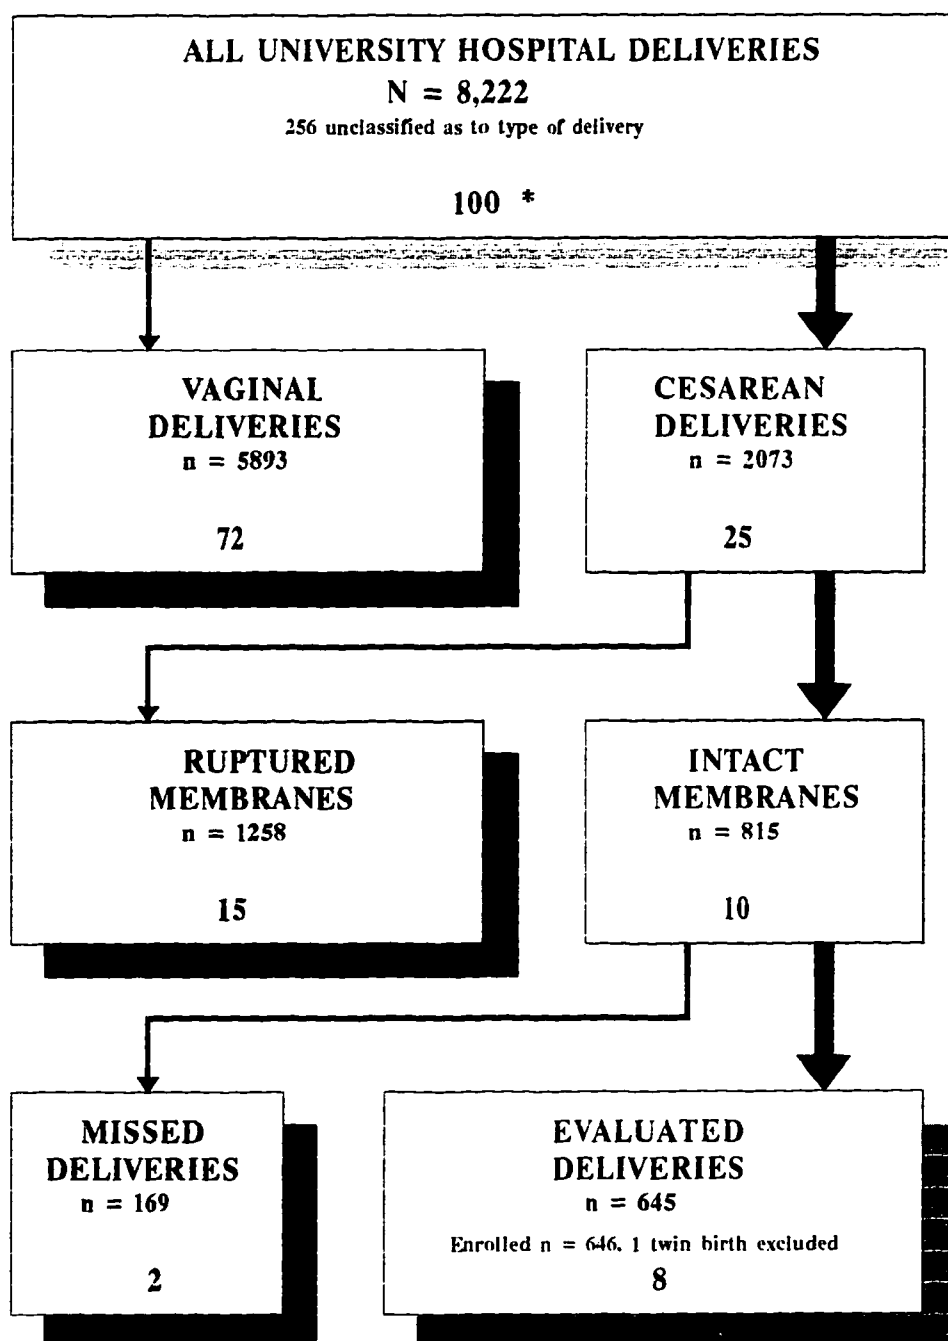 ALL UNIVERSITY HOSPITAL DELIVERIES
N = 8,222
256 unclassified as to type of delivery
100 *
VAGINAL
DELIVERIES
n = 5893
72
CESAREAN
DELIVERIES
n = 2073
25
RUPTURED
MEMBRANES
n = 1258
15
INTACT
MEMBRANES
n = 815
10
MISSED
DELIVERIES
n = 169
2
EVALUATED
DELIVERIES
n = 645
Enrolled n = 646. 1 twin birth excluded
8